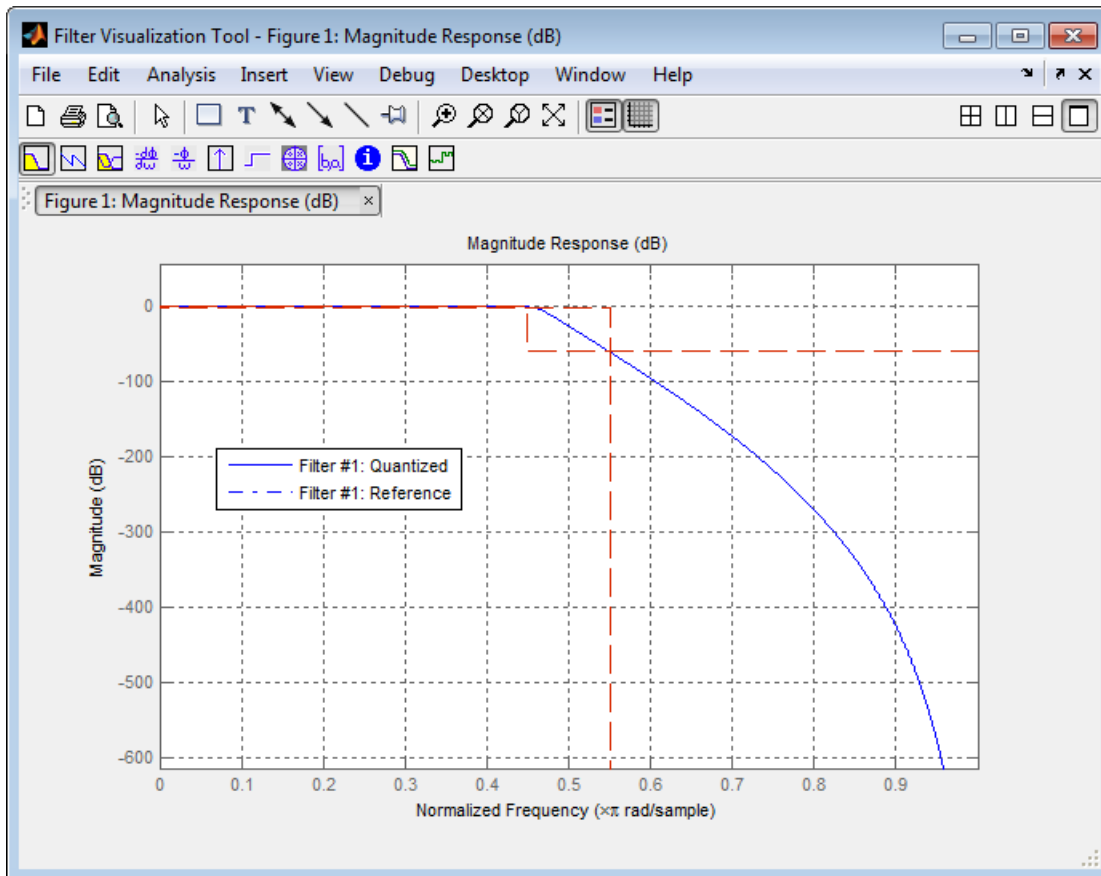 Filter Visualization Tool - Figure 1: Magnitude Response (dB)
File Edit Analysis Insert View Debug Desktop Window Help
Figure 1: Magnitude Response (dB)
Magnitude Response (dB)
0
-100
-200
-300
-400
-500
-600
Magnitude (dB)
Filter #1: Quantized
Filter #1: Reference
0 0.1 0.2 0.3 0.4 0.5 0.6 0.7 0.8 0.9
Normalized Frequency (×π rad/sample)